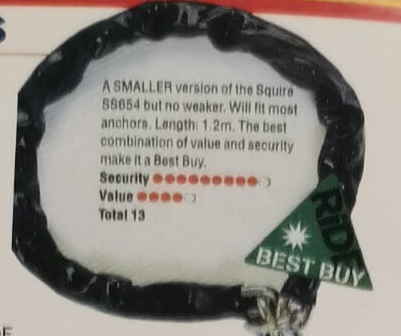 A SMALLER version of the Squire
SS654 but no weaker. Will fit most
anchors. Length: 1.2m. The best
combination of value and security
make it a Best Buy.
Security
Value
Total 13
RiDE
BEST BUY